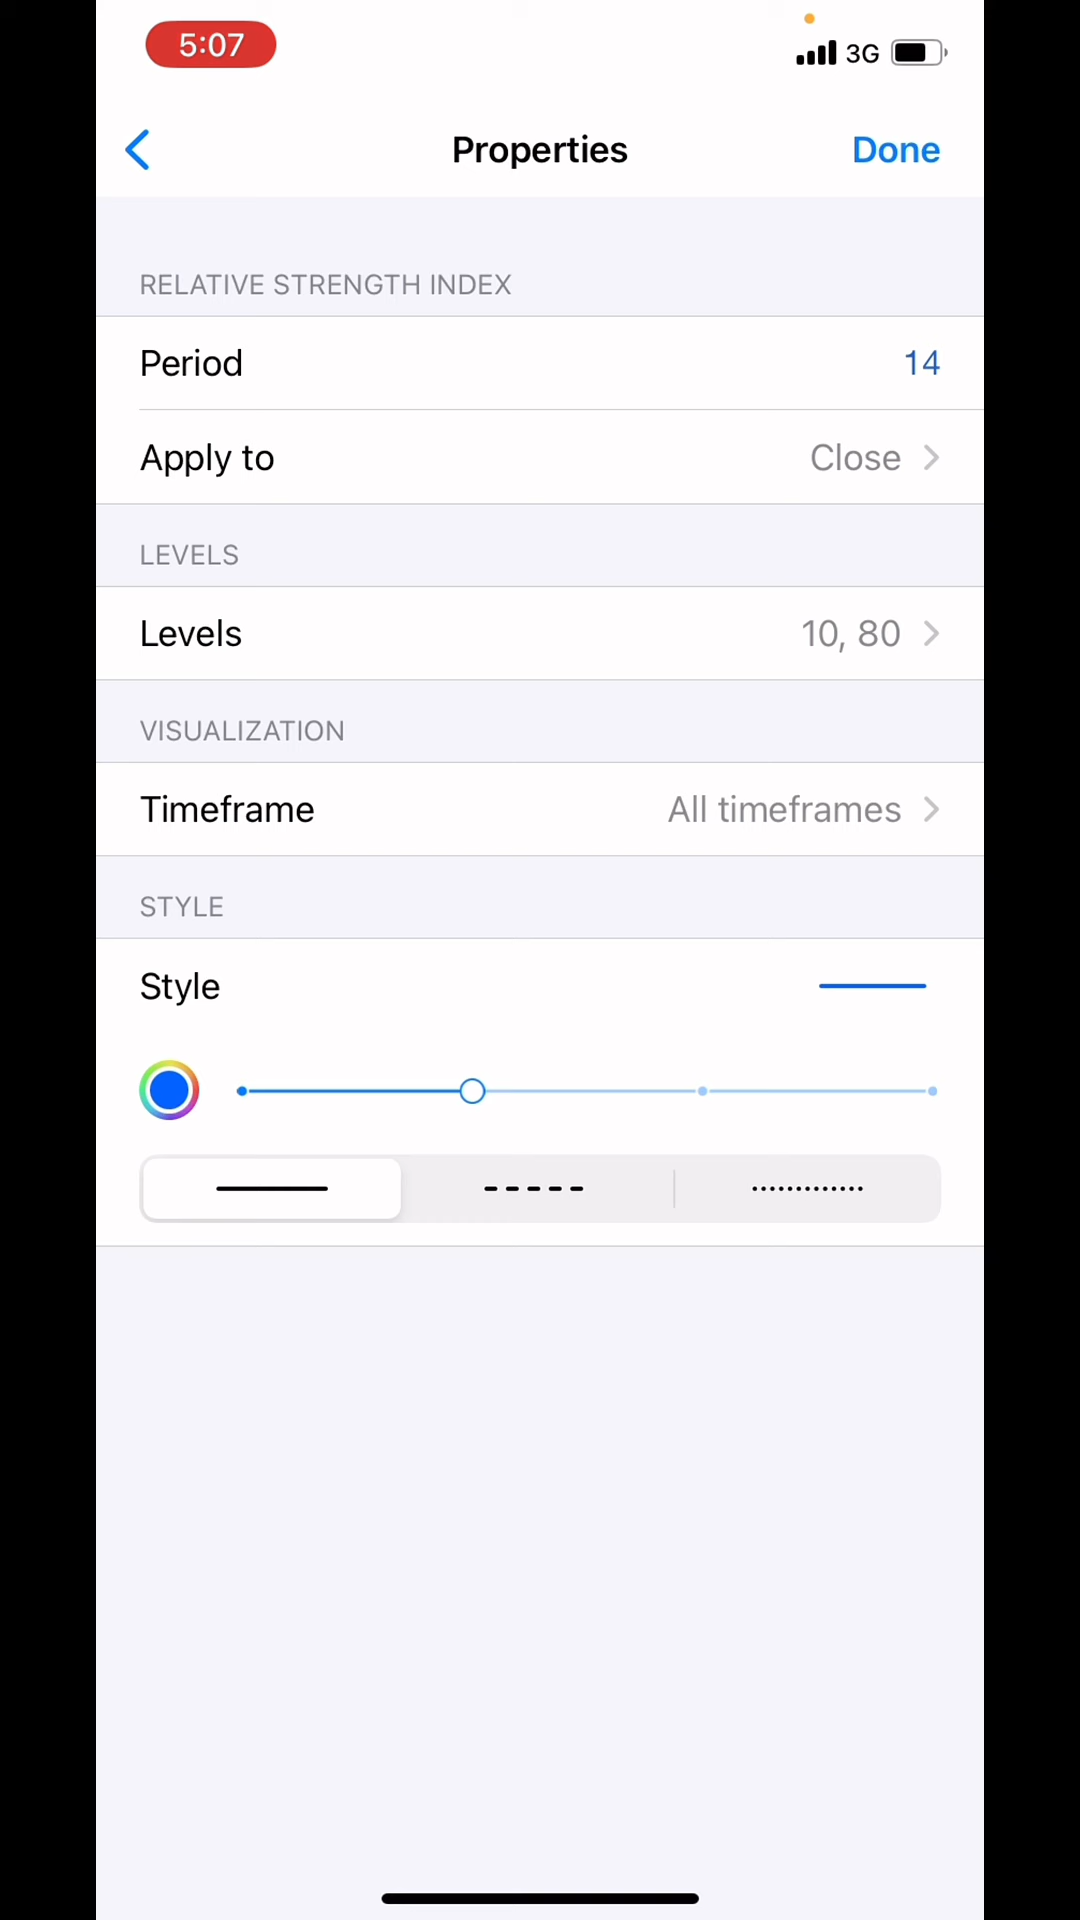 5:07
3G
Properties
Done
RELATIVE STRENGTH INDEX
Period 14
Apply to Close
LEVELS
Levels 10, 80
VISUALIZATION
Timeframe All timeframes
STYLE
Style